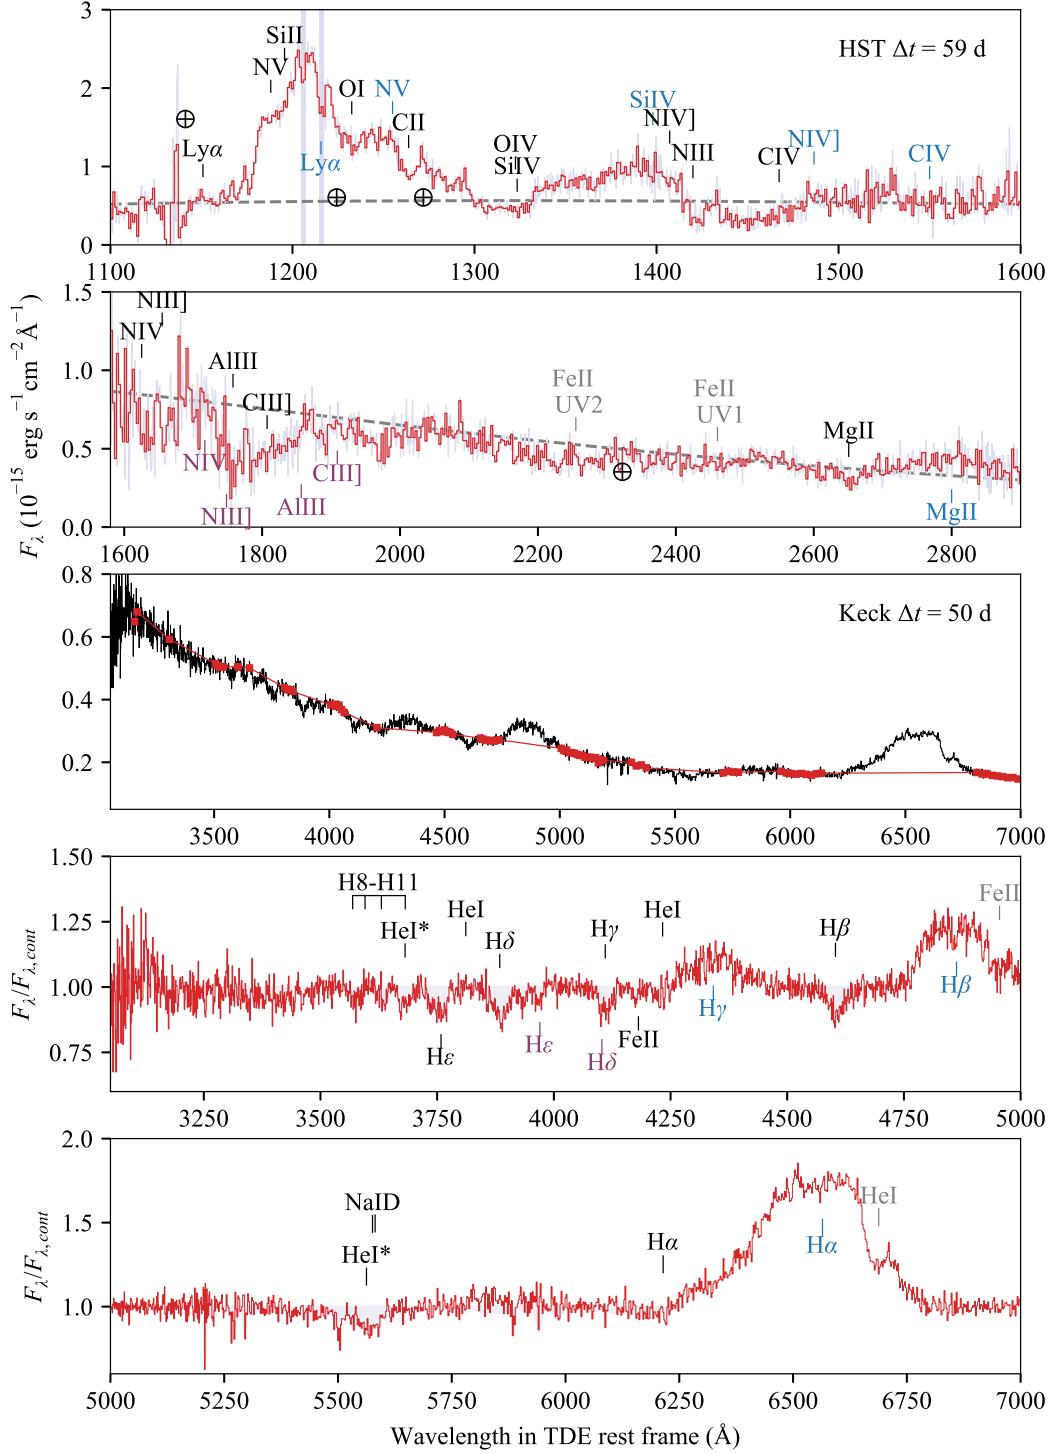 3
2
1
0
HST Δt = 59 d
SiII
NV
OI
NV
CII
Lyα
Lyα
OIV
SiIV
SiIV
NIV]
NIII
CIV
NIV]
CIV
1100
1200
1300
1400
1500
1600
1.5
1.0
0.5
0.0
NIII]
NIV
AlIII
CIII]
NIV
NIII]
AlIII
CIII]
FeII
UV2
FeII
UV1
MgII
MgII
1600
1800
2000
2200
2400
2600
2800
F_λ (10⁻¹⁵ erg s⁻¹ cm⁻² Å⁻¹)
0.8
0.6
0.4
0.2
Keck Δt = 50 d
3500
4000
4500
5000
5500
6000
6500
7000
1.50
1.25
1.00
0.75
F_λ/F_λ,cont
H8-H11
HeI*
HeI
Hδ
Hγ
HeI
Hβ
FeII
Hε
Hε
Hδ
FeII
Hγ
Hβ
3250
3500
3750
4000
4250
4500
4750
5000
2.0
1.5
1.0
F_λ/F_λ,cont
NaID
HeI*
Hα
HeI
Hα
5000
5250
5500
5750
6000
6250
6500
6750
7000
Wavelength in TDE rest frame (Å)